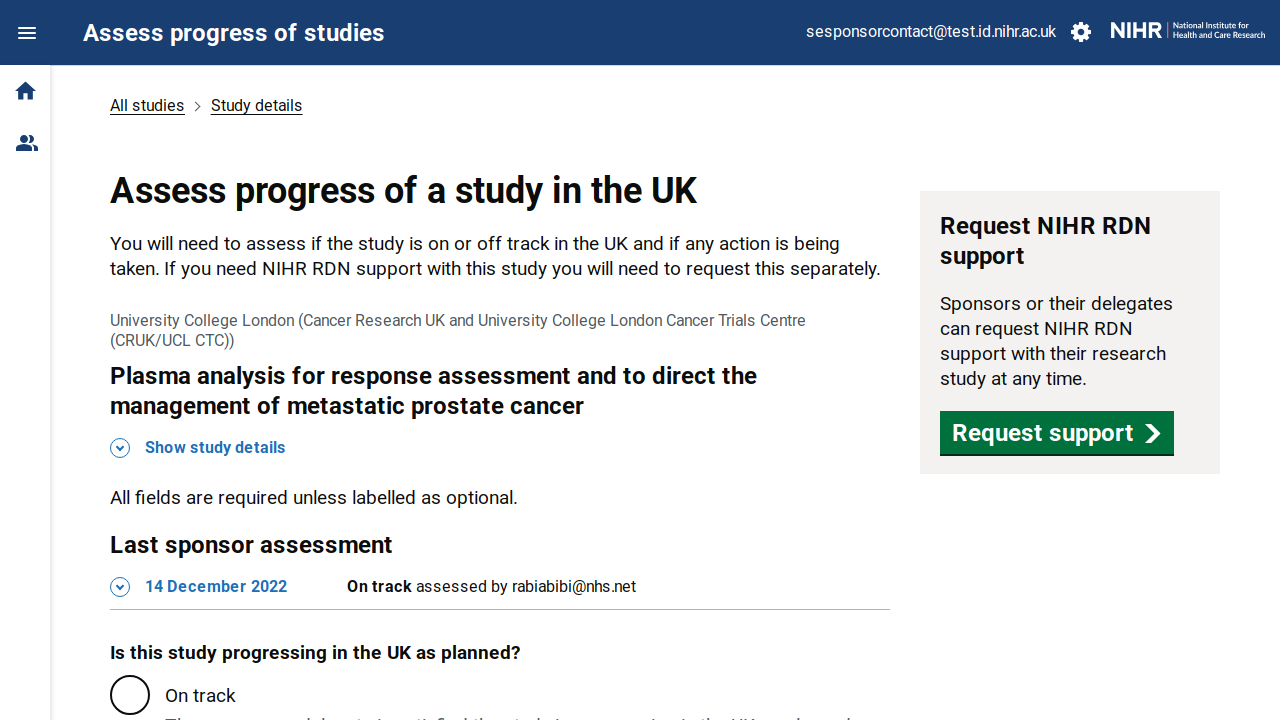 Assess progress of studies
sesponsorcontact@test.id.nihr.ac.uk
NIHR
National Institute for
Health and Care Research
All studies
Study details
Assess progress of a study in the UK
You will need to assess if the study is on or off track in the UK and if any action is being
taken. If you need NIHR RDN support with this study you will need to request this separately.
University College London (Cancer Research UK and University College London Cancer Trials Centre
(CRUK/UCL CTC))
Plasma analysis for response assessment and to direct the
management of metastatic prostate cancer
Show study details
All fields are required unless labelled as optional.
Last sponsor assessment
14 December 2022
On track assessed by rabiabibi@nhs.net
Is this study progressing in the UK as planned?
On track
Request NIHR RDN
support
Sponsors or their delegates
can request NIHR RDN
support with their research
study at any time.
Request support